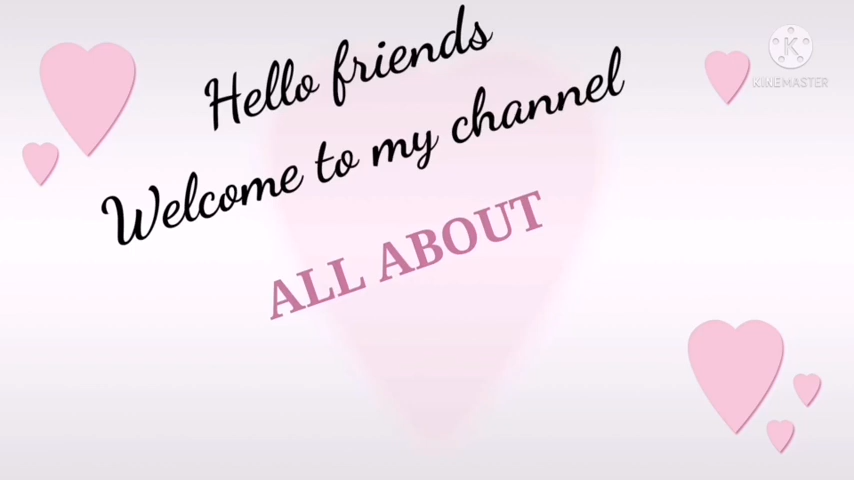 Hello friends
Welcome to my channel
ALL ABOUT
K
KINEMASTER